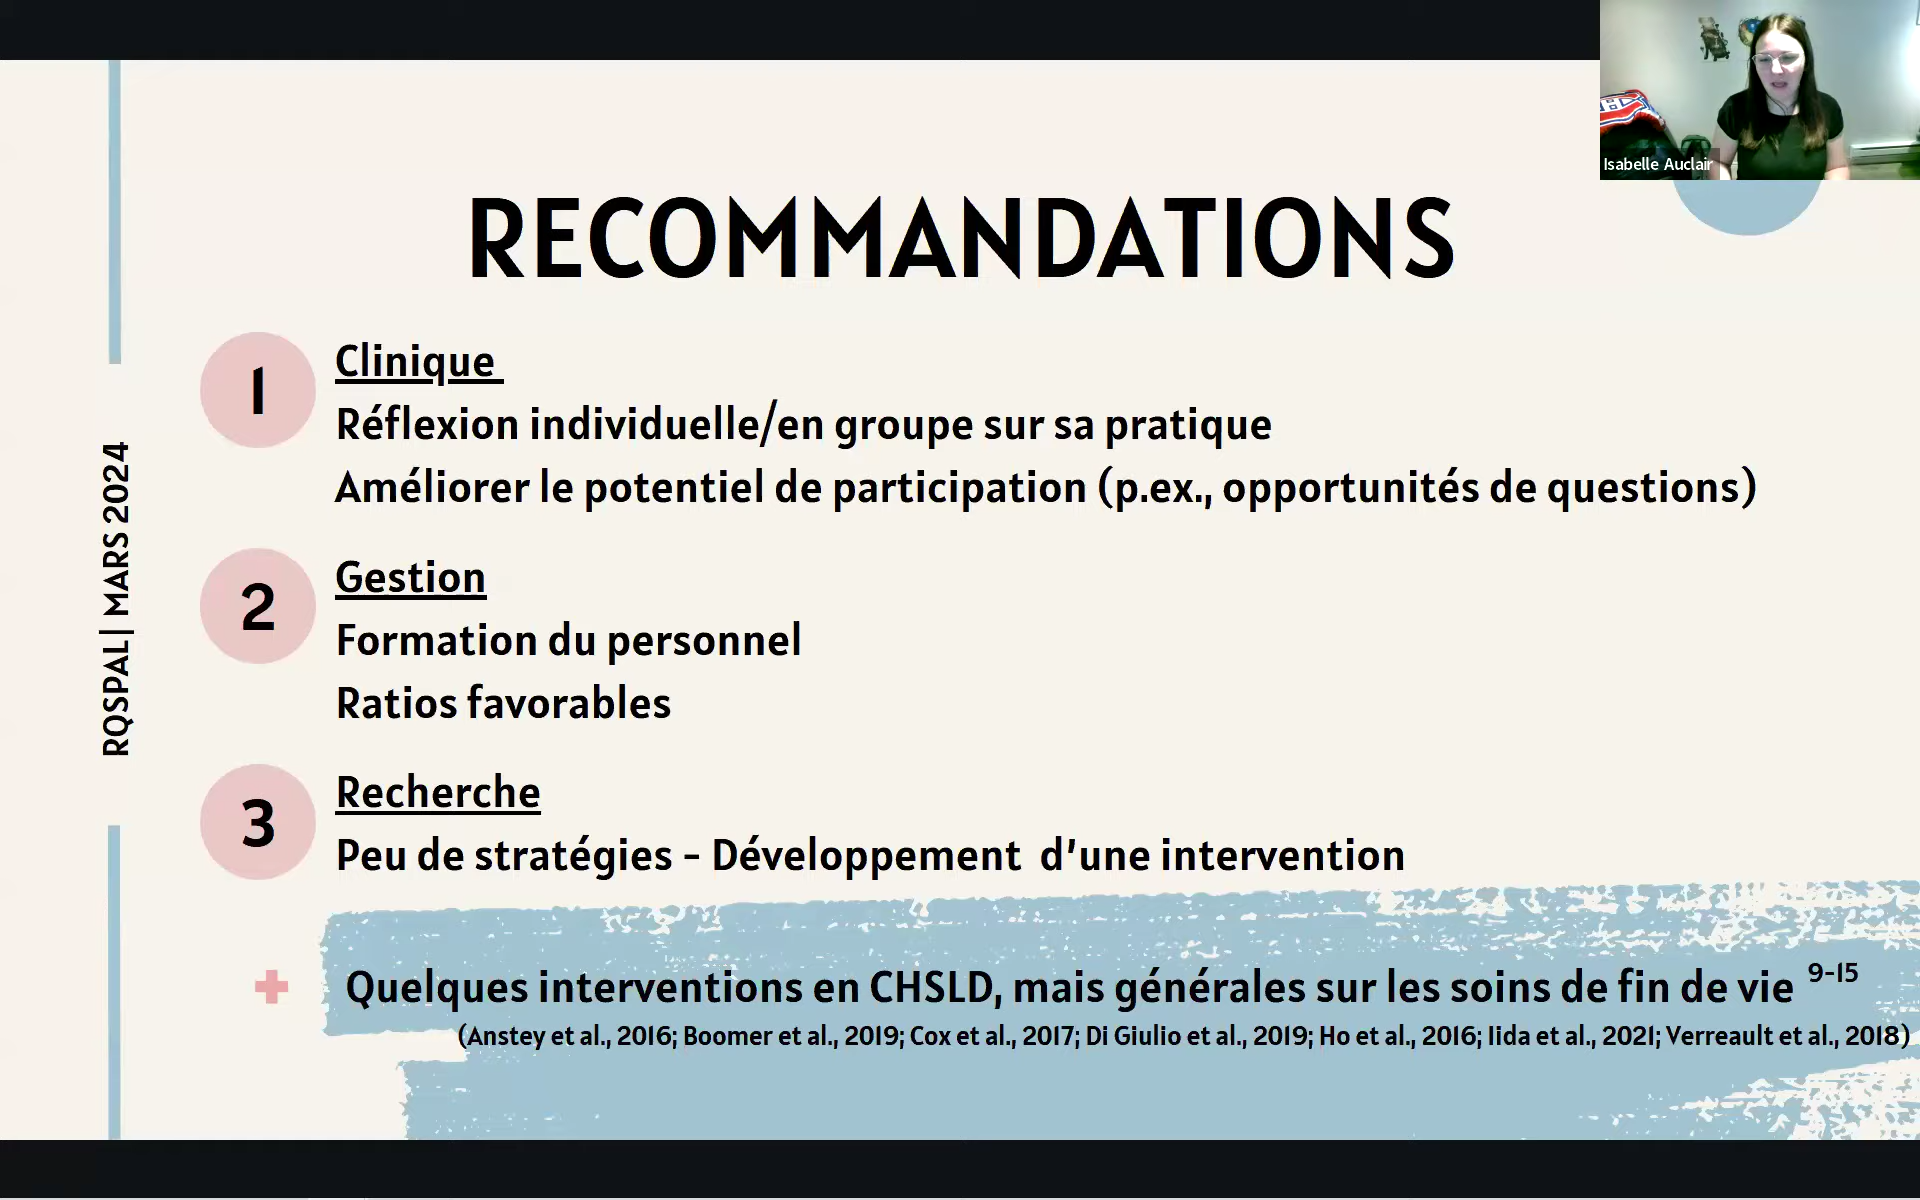 Isabelle Auclair
RECOMMANDATIONS
RQSPAL| MARS 2024
1
Clinique
Réflexion individuelle/en groupe sur sa pratique
Améliorer le potentiel de participation (p.ex., opportunités de questions)
2
Gestion
Formation du personnel
Ratios favorables
3
Recherche
Peu de stratégies - Développement d'une intervention
Quelques interventions en CHSLD, mais générales sur les soins de fin de vie 9-15
(Anstey et al., 2016; Boomer et al., 2019; Cox et al., 2017; Di Giulio et al., 2019; Ho et al., 2016; Iida et al., 2021; Verreault et al., 2018)